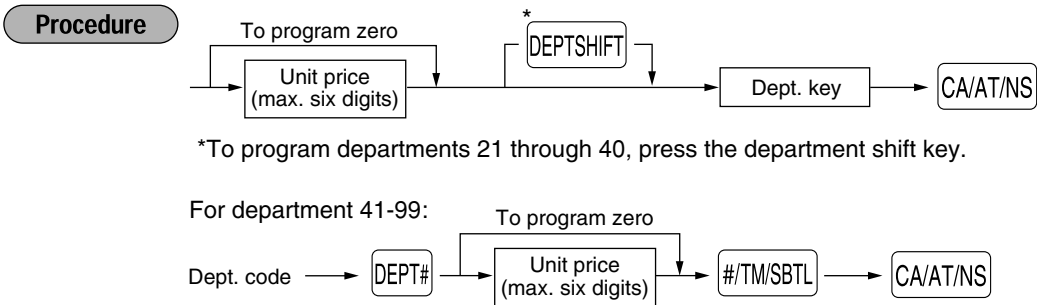 Procedure
To program zero
*
DEPTSHIFT
Unit price
(max. six digits)
Dept. key
CA/AT/NS
*To program departments 21 through 40, press the department shift key.
For department 41-99:
To program zero
Dept. code
DEPT#
Unit price
(max. six digits)
#/TM/SBTL
CA/AT/NS